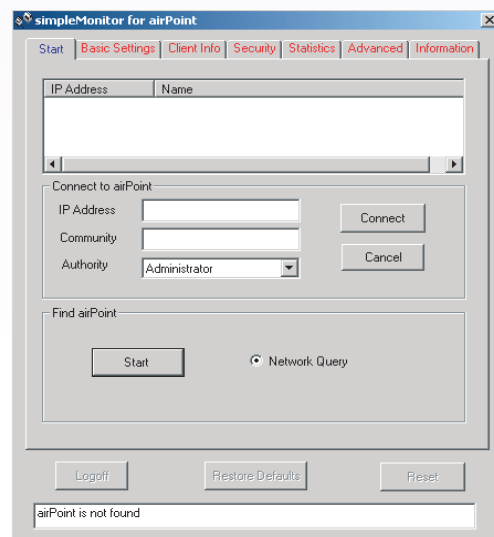 simpleMonitor for airPoint
Start Basic Settings Client Info Security Statistics Advanced Information
IP Address Name
Connect to airPoint
IP Address
Connect
Community
Cancel
Authority Administrator
Find airPoint
Start Network Query
Logoff Restore Defaults Reset
airPoint is not found